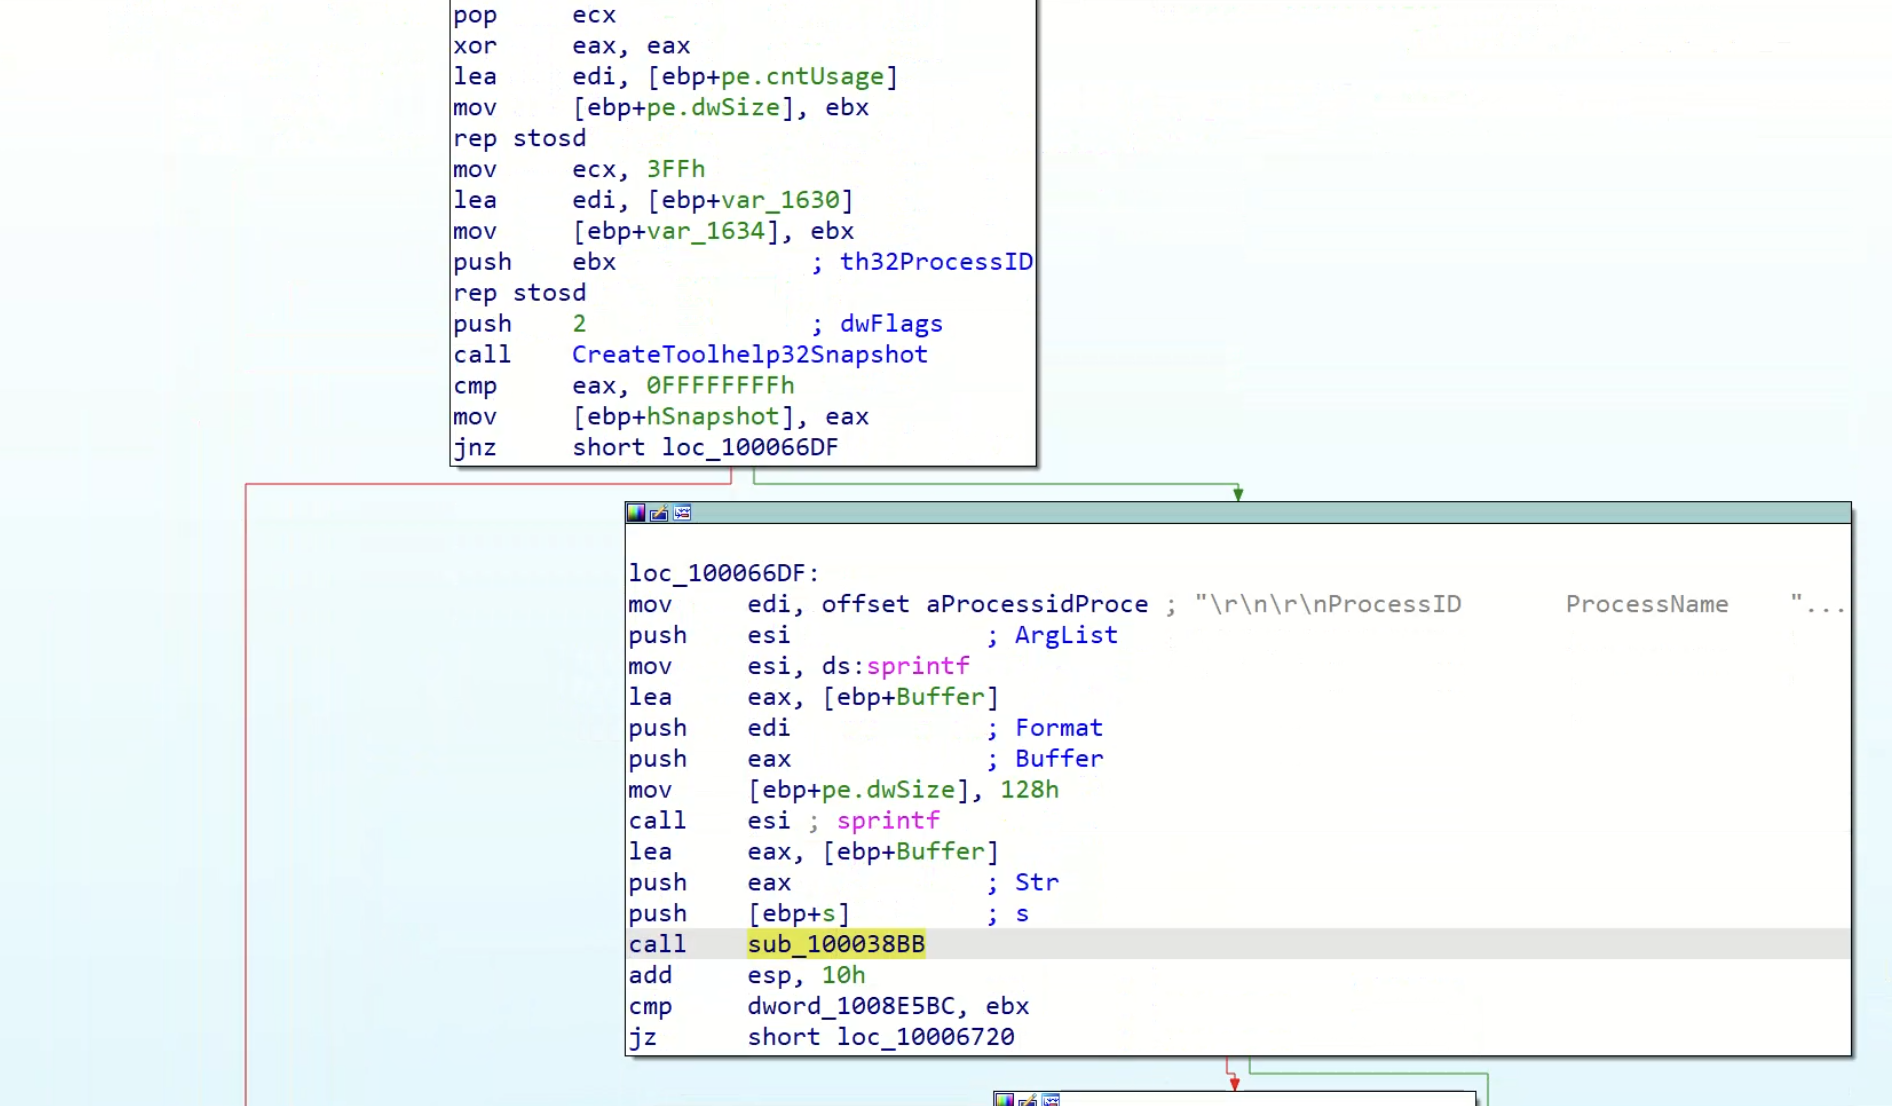 pop ecx
xor eax, eax
lea edi, [ebp+pe.cntUsage]
mov [ebp+pe.dwSize], ebx
rep stosd
mov ecx, 3FFh
lea edi, [ebp+var_1630]
mov [ebp+var_1634], ebx
push ebx ; th32ProcessID
rep stosd
push 2 ; dwFlags
call CreateToolhelp32Snapshot
cmp eax, 0FFFFFFFFh
mov [ebp+hSnapshot], eax
jnz short loc_100066DF
loc_100066DF:
mov edi, offset aProcessidProce ; "\r\n\r\nProcessID ProcessName "...
push esi ; ArgList
mov esi, ds:sprintf
lea eax, [ebp+Buffer]
push edi ; Format
push eax ; Buffer
mov [ebp+pe.dwSize], 128h
call esi ; sprintf
lea eax, [ebp+Buffer]
push eax ; Str
push [ebp+s] ; s
call sub_100038BB
add esp, 10h
cmp dword_1008E5BC, ebx
jz short loc_10006720